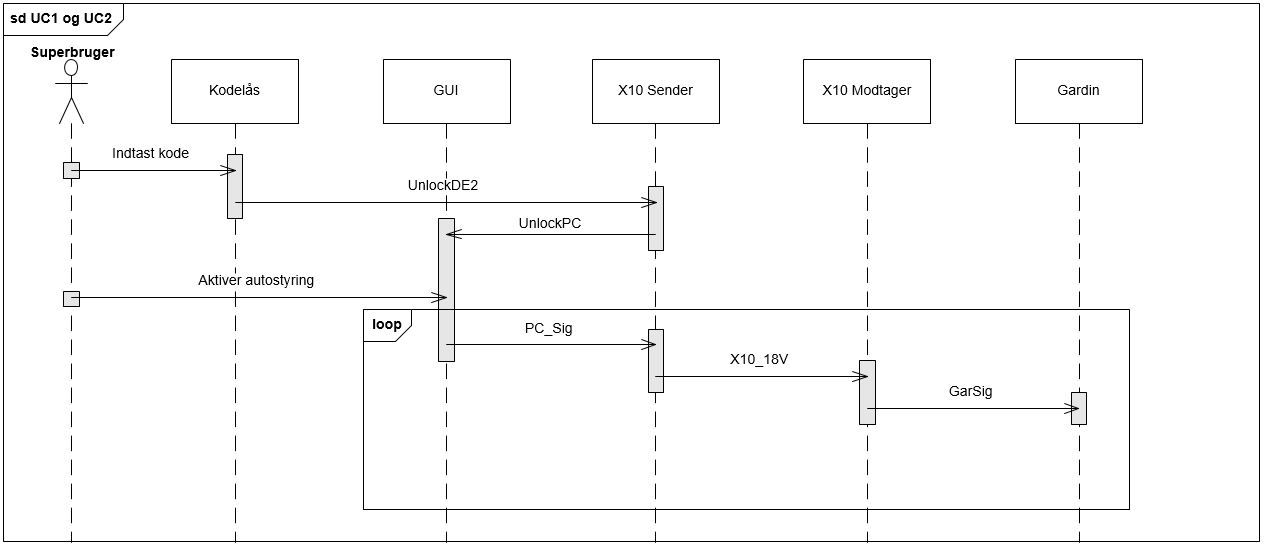 sd UC1 og UC2
Superbruger
Kodelås
GUI
X10 Sender
X10 Modtager
Gardin
Indtast kode
UnlockDE2
UnlockPC
Aktiver autostyring
loop
PC_Sig
X10_18V
GarSig